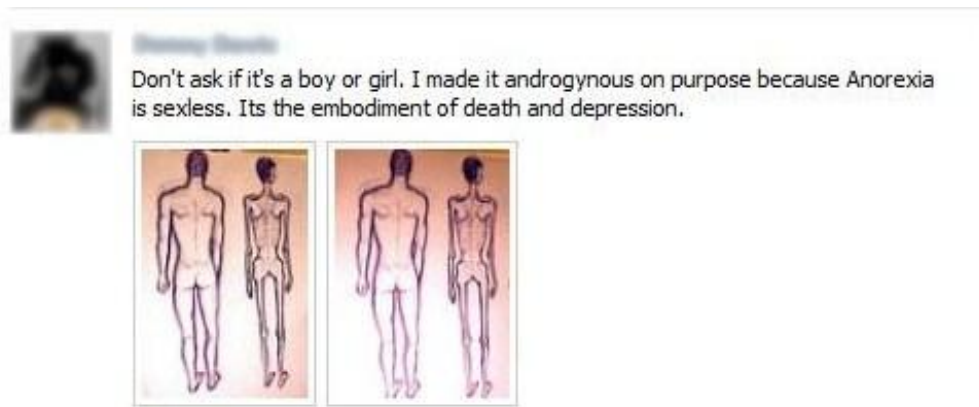 Don't ask if it's a boy or girl. I made it androgynous on purpose because Anorexia
is sexless. Its the embodiment of death and depression.